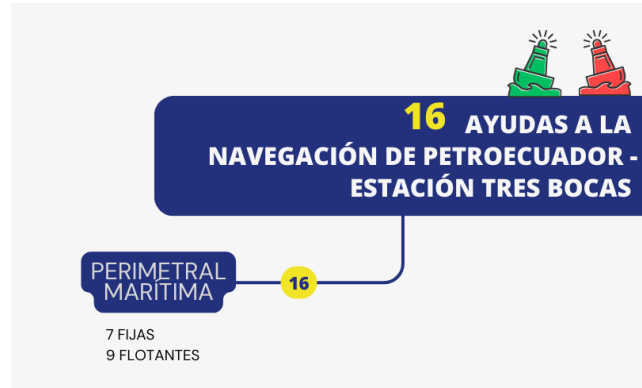 16 AYUDAS A LA
NAVEGACIÓN DE PETROECUADOR -
ESTACIÓN TRES BOCAS
PERIMETRAL
MARÍTIMA
16
7 FIJAS
9 FLOTANTES